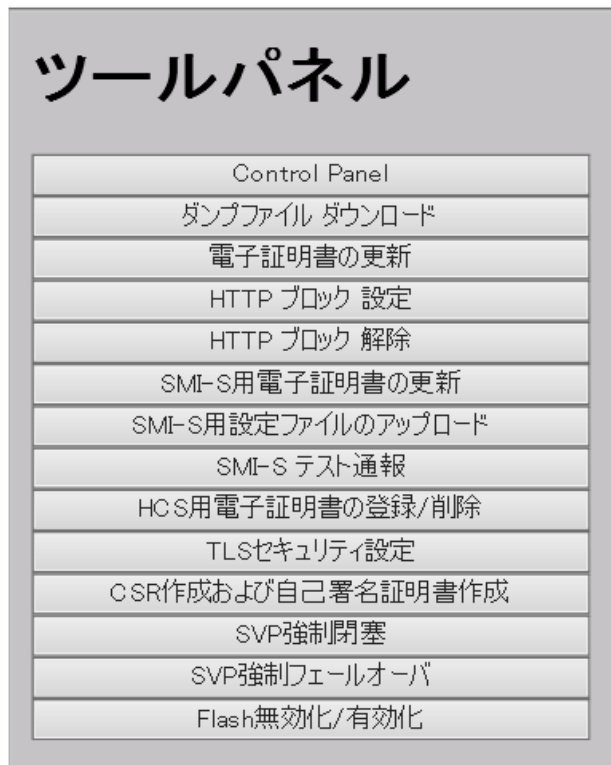 ツールパネル
Control Panel
ダンプファイル ダウンロード
電子証明書の更新
HTTP ブロック 設定
HTTP ブロック 解除
SMI-S用電子証明書の更新
SMI-S用設定ファイルのアップロード
SMI-S テスト通報
HCS用電子証明書の登録/削除
TLSセキュリティ設定
CSR作成および自己署名証明書作成
SVP強制閉塞
SVP強制フェールオーバ
Flash無効化/有効化